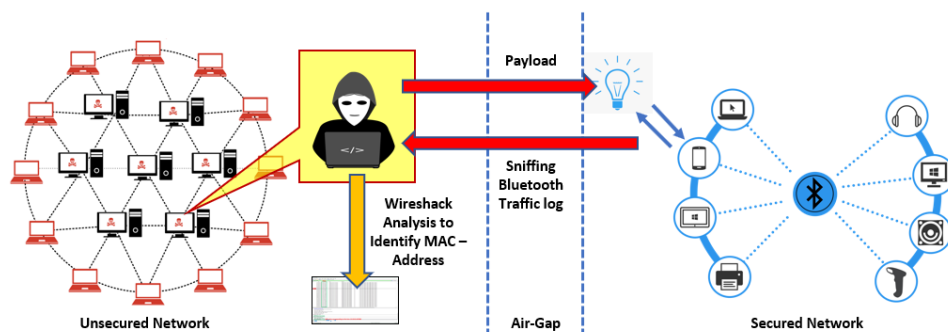 Payload
</>
Sniffing
Bluetooth
Traffic log
Wireshack
Analysis to
Identify MAC –
Address
Unsecured Network
Air-Gap
Secured Network